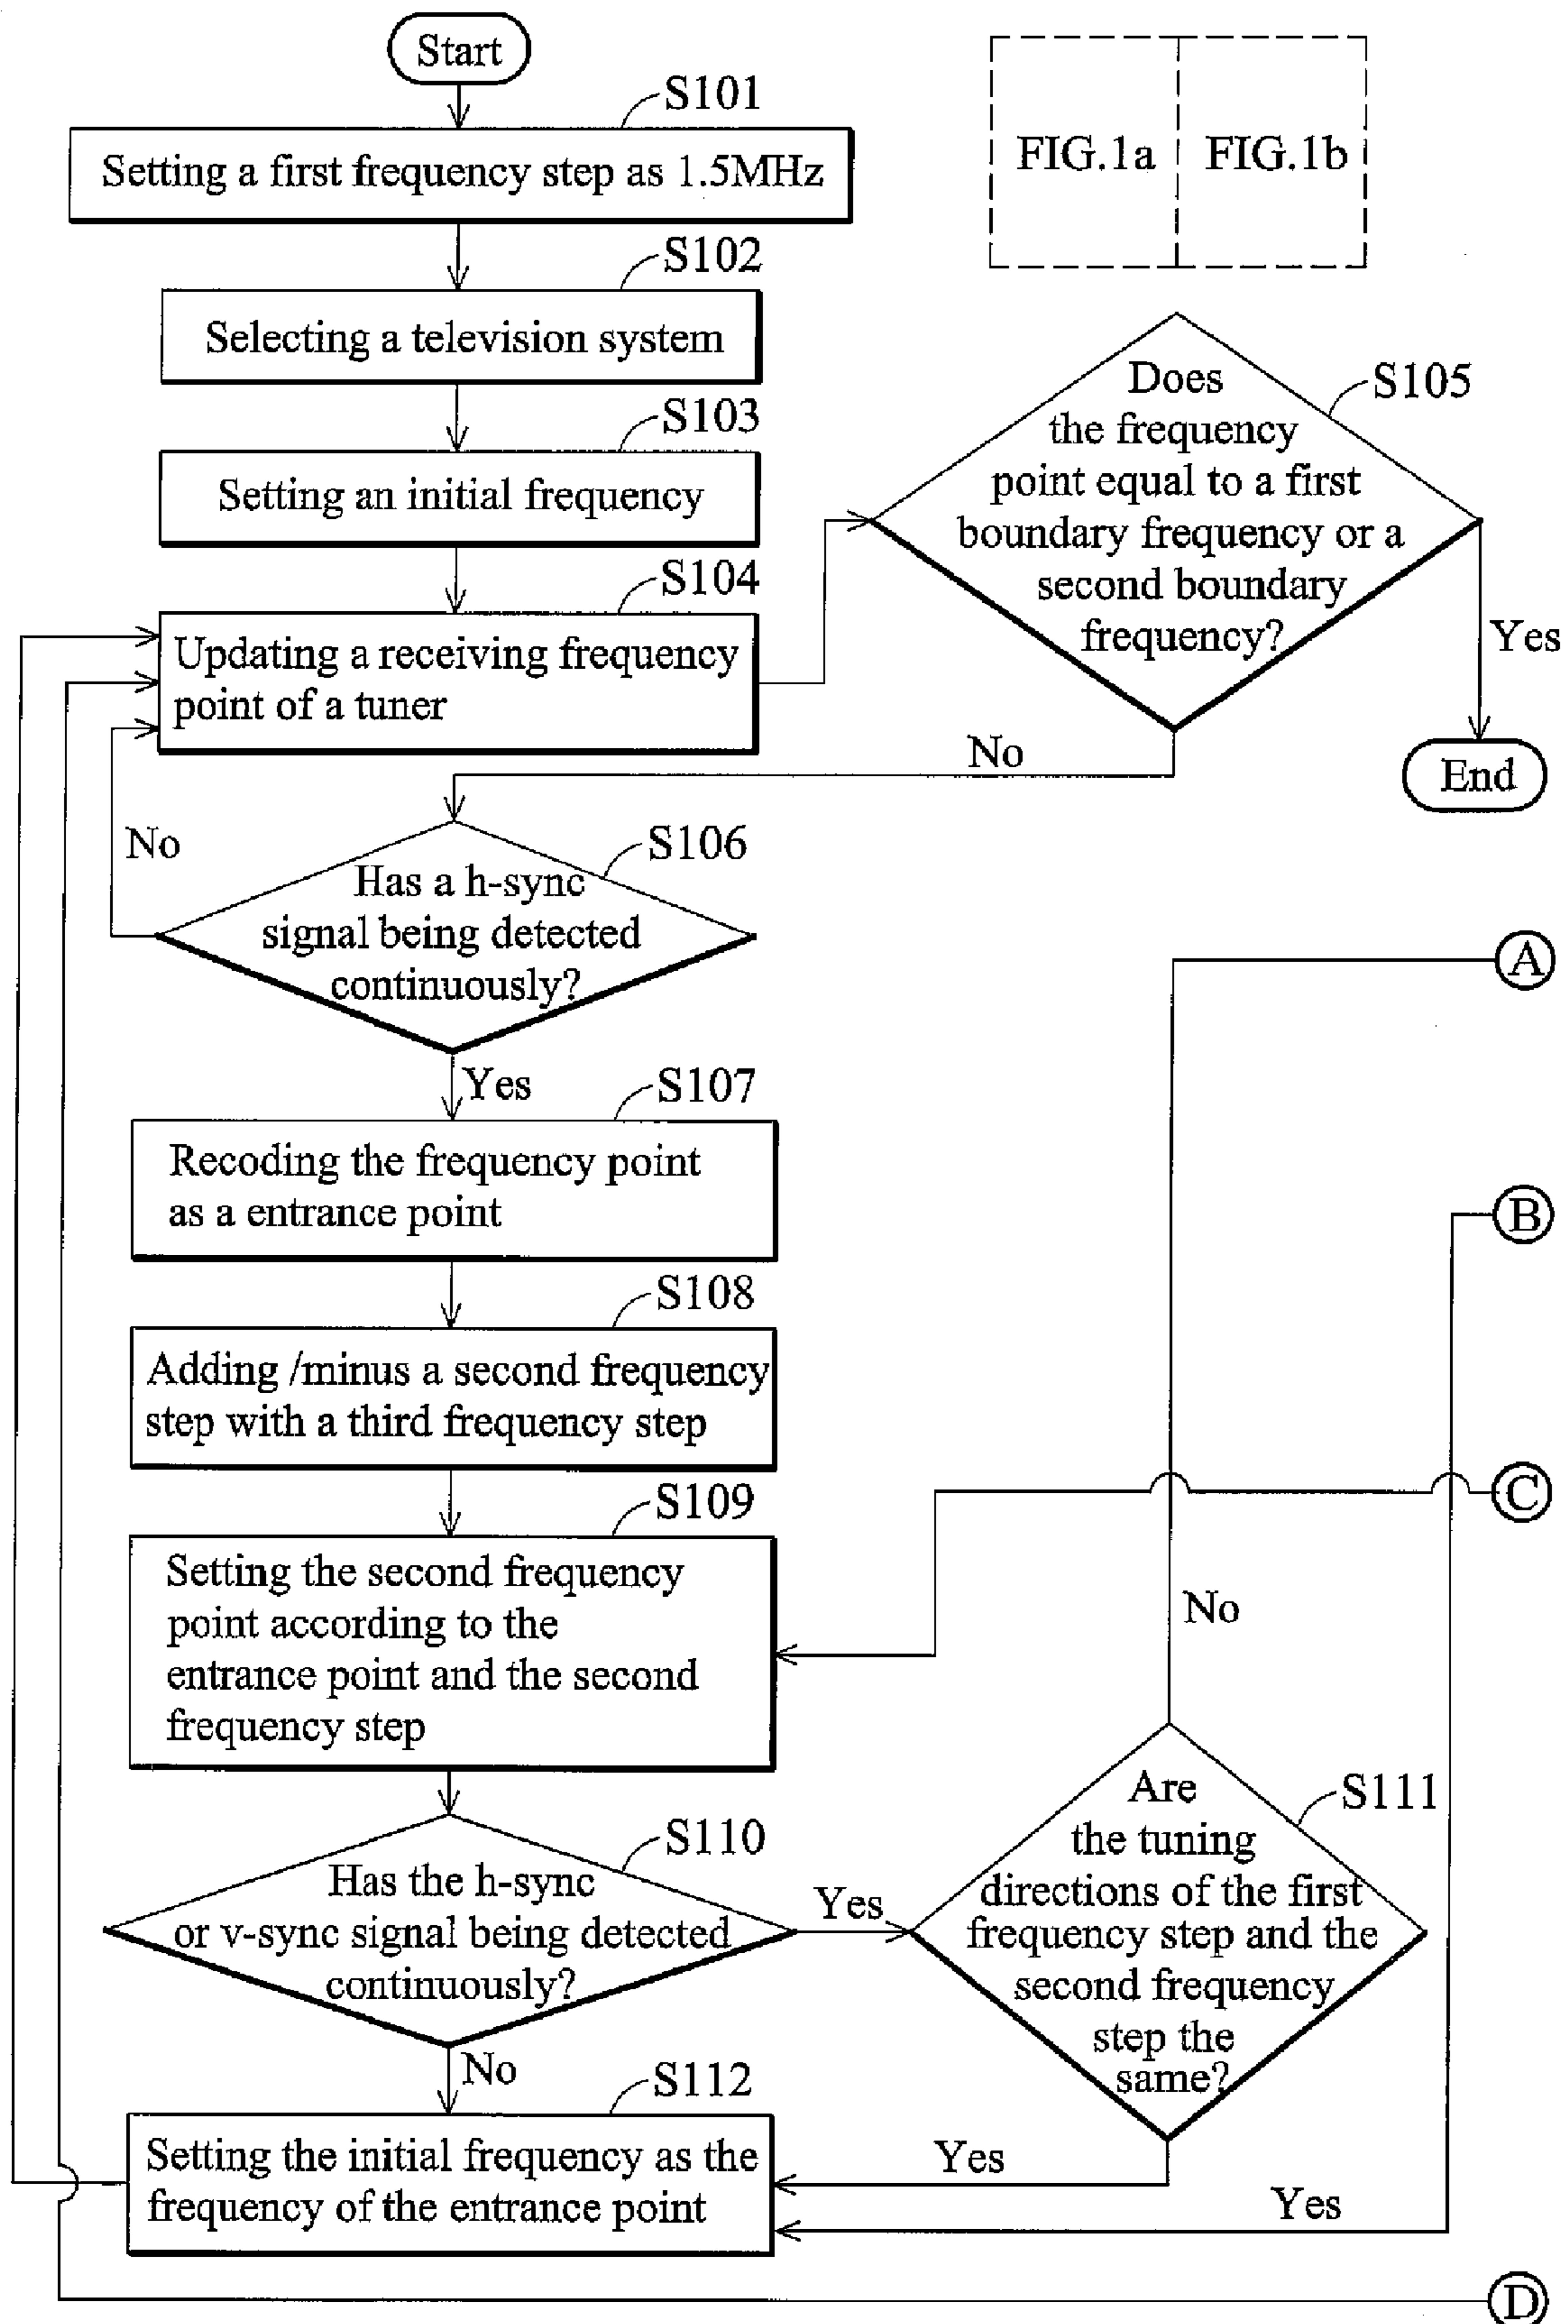 Start
S101
Setting a first frequency step as 1.5MHz
FIG.1a
FIG.1b
S102
Selecting a television system
S103
Setting an initial frequency
S104
Updating a receiving frequency
point of a tuner
Does
the frequency
point equal to a first
boundary frequency or a
second boundary
frequency?
S105
Yes
End
No
No
S106
Has a h-sync
signal being detected
continuously?
A
Yes
S107
Recoding the frequency point
as a entrance point
B
S108
Adding /minus a second frequency
step with a third frequency step
C
S109
Setting the second frequency
point according to the
entrance point and the second
frequency step
No
S110
Has the h-sync
or v-sync signal being detected
continuously?
Yes
S111
Are
the tuning
directions of the first
frequency step and the
second frequency
step the
same?
No
S112
Setting the initial frequency as the
frequency of the entrance point
Yes
Yes
D